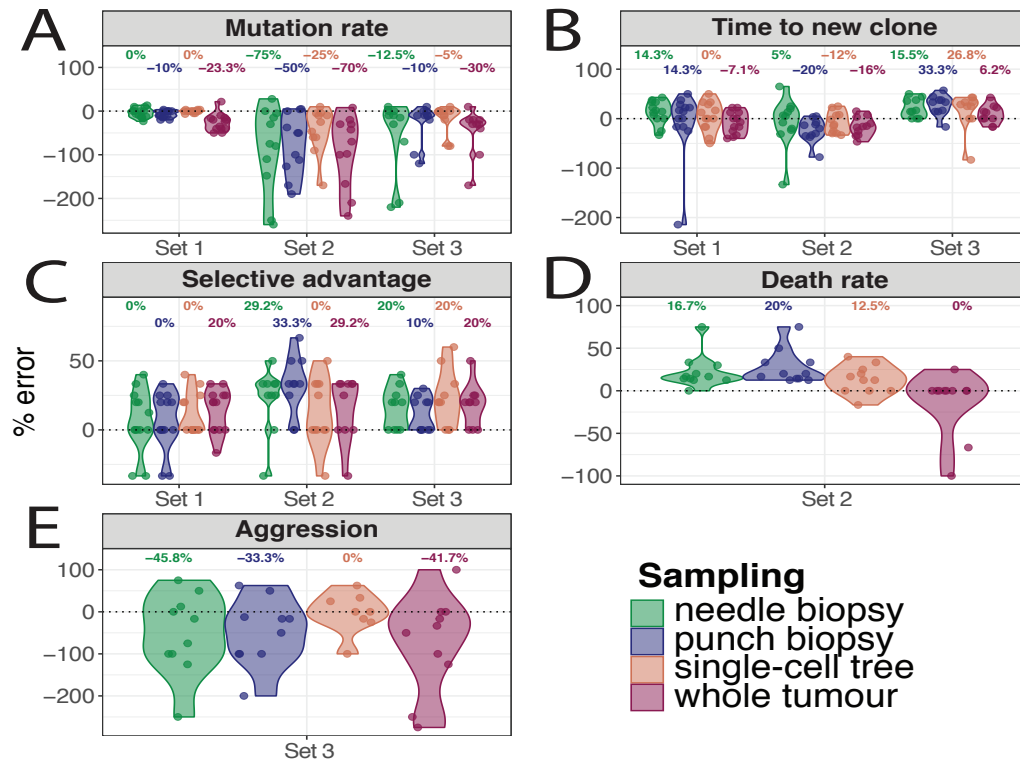 A
Mutation rate
0% 0% −75% −25% −12.5% −5%
−10% −23.3% −50% −70% −10% −30%
100
0
−100
−200
Set 1 Set 2 Set 3
B
Time to new clone
14.3% 0% 5% −12% 15.5% 26.8%
14.3% −7.1% −20% −16% 33.3% 6.2%
100
50
0
−50
−100
−200
Set 1 Set 2 Set 3
C
Selective advantage
0% 0% 29.2% 0% 20% 20%
0% 20% 33.3% 29.2% 10% 20%
50
0
% error
Set 1 Set 2 Set 3
D
Death rate
16.7% 20% 12.5% 0%
100
50
0
−50
−100
Set 2
E
Aggression
−45.8% −33.3% 0% −41.7%
100
0
−100
−200
Set 3
Sampling
needle biopsy
punch biopsy
single-cell tree
whole tumour